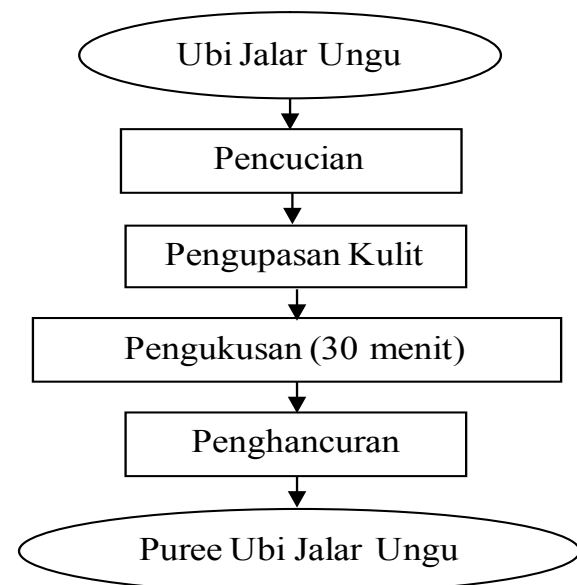 Ubi Jalar Ungu
Pencucian
Pengupasan Kulit
Pengukusan (30 menit)
Penghancuran
Puree Ubi Jalar Ungu